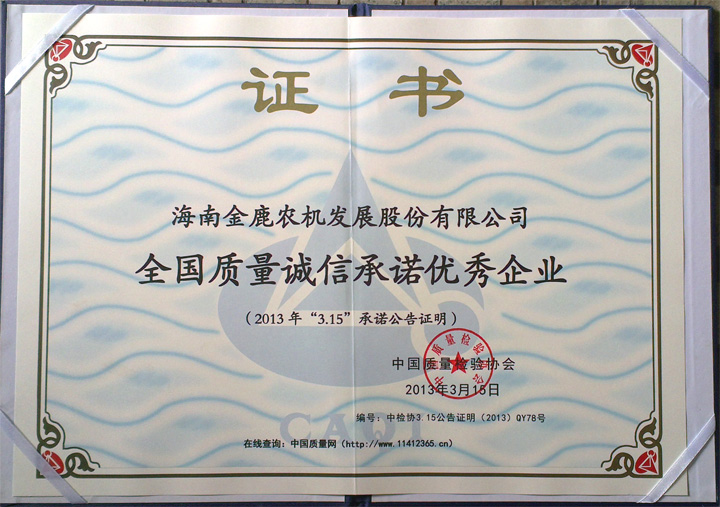 证书
海南金鹿农机发展股份有限公司
全国质量诚信承诺优秀企业
（2013年“3.15”承诺公告证明）
中国质量检验协会
2013年3月15日
编号：中检协3.15公告证明（2013）QY78号
在线查询：中国质量网（http://www.11412365.cn）
CAQI